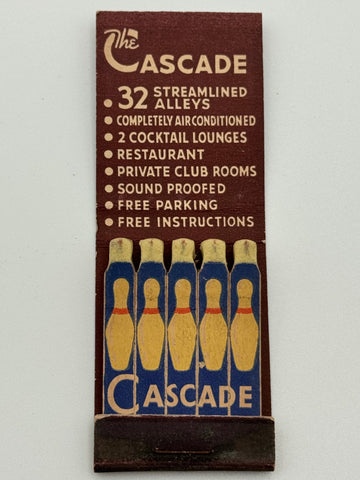 The
CASCADE
• 32 STREAMLINED
ALLEYS
• COMPLETELY AIR CONDITIONED
• 2 COCKTAIL LOUNGES
• RESTAURANT
• PRIVATE CLUB ROOMS
• SOUND PROOFED
• FREE PARKING
• FREE INSTRUCTIONS
CASCADE